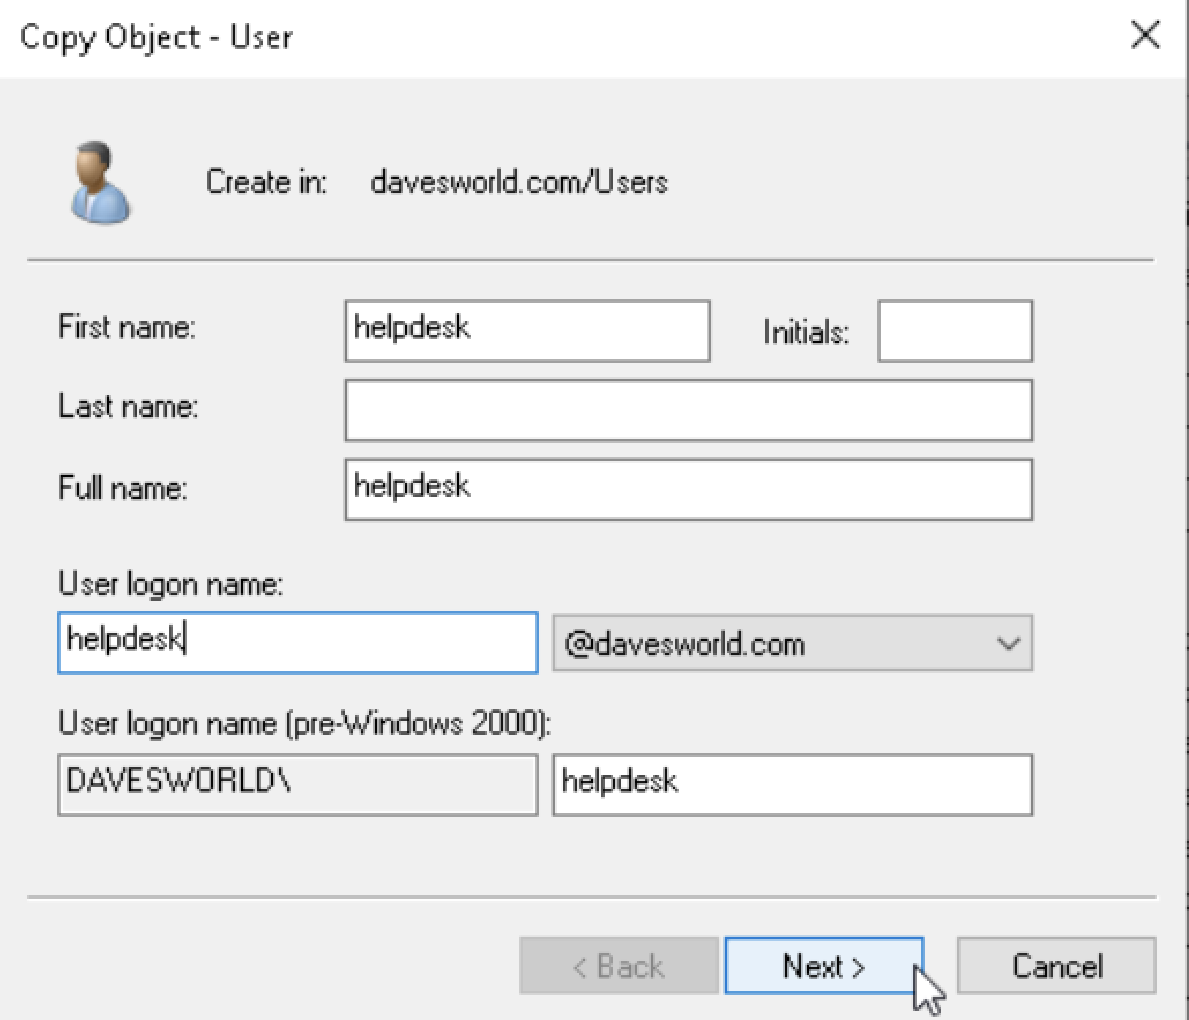 Copy Object - User
Create in: davesworld.com/Users
First name: helpdesk Initials:
Last name:
Full name: helpdesk
User logon name:
helpdesk @davesworld.com
User logon name (pre-Windows 2000):
DAVESWORLD\ helpdesk
< Back Next > Cancel